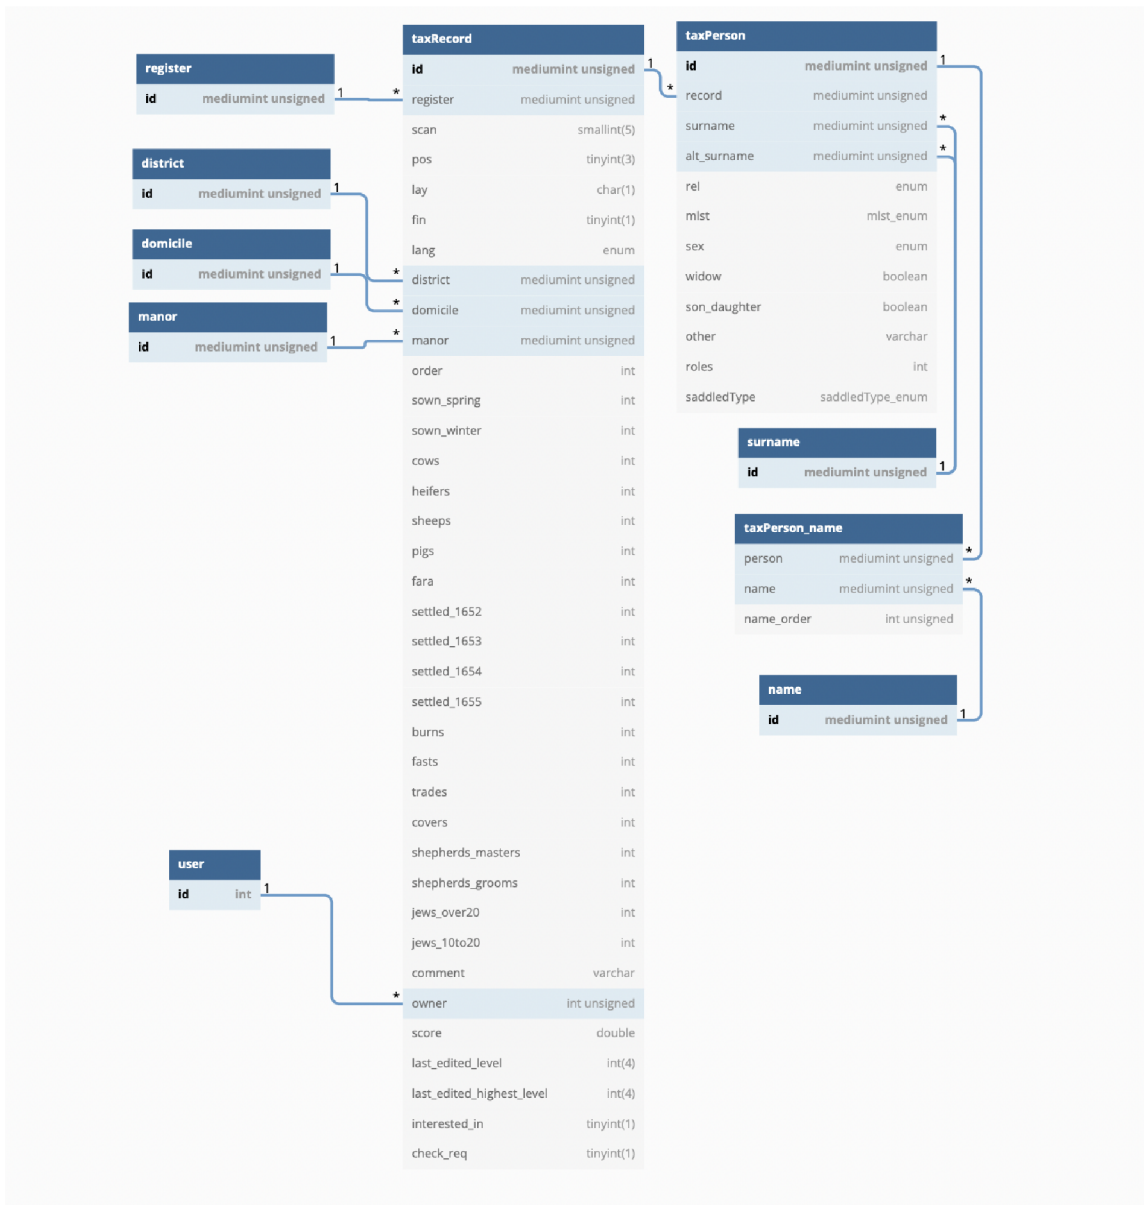 register
id mediumint unsigned 1
district
id mediumint unsigned 1
domicile
id mediumint unsigned 1
manor
id mediumint unsigned 1
user
id int 1
taxRecord
id mediumint unsigned 1
* register mediumint unsigned
scan smallint(5)
pos tinyint(3)
lay char(1)
fin tinyint(1)
lang enum
* district mediumint unsigned
* domicile mediumint unsigned
* manor mediumint unsigned
order int
sown_spring int
sown_winter int
cows int
heifers int
sheeps int
pigs int
fara int
settled_1652 int
settled_1653 int
settled_1654 int
settled_1655 int
burns int
fasts int
trades int
covers int
shepherds_masters int
shepherds_grooms int
jews_over20 int
jews_10to20 int
comment varchar
* owner int unsigned
score double
last_edited_level int(4)
last_edited_highest_level int(4)
interested_in tinyint(1)
check_req tinyint(1)
taxPerson
id mediumint unsigned 1
* record mediumint unsigned
surname mediumint unsigned *
alt_surname mediumint unsigned *
rel enum
mist mist_enum
sex enum
widow boolean
son_daughter boolean
other varchar
roles int
saddledType saddledType_enum
surname
id mediumint unsigned 1
taxPerson_name
person mediumint unsigned *
name mediumint unsigned *
name_order int unsigned
name
id mediumint unsigned 1